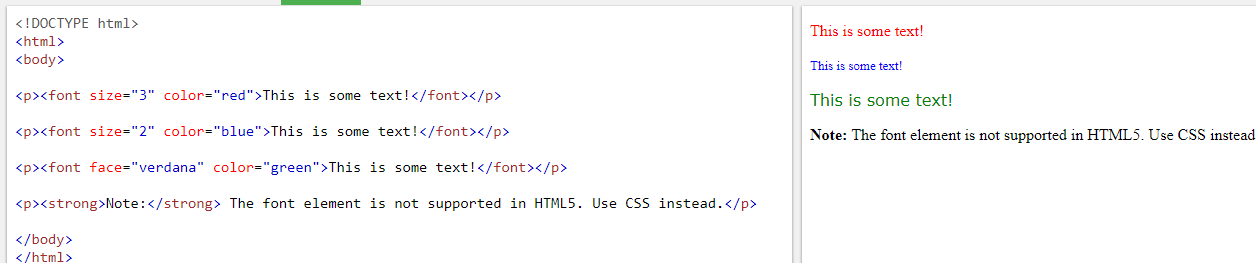 <!DOCTYPE html>
<html>
<body>
<p><font size="3" color="red">This is some text!</font></p>
<p><font size="2" color="blue">This is some text!</font></p>
<p><font face="verdana" color="green">This is some text!</font></p>
<p><strong>Note:</strong> The font element is not supported in HTML5. Use CSS instead.</p>
</body>
</html>
This is some text!
This is some text!
This is some text!
Note: The font element is not supported in HTML5. Use CSS instead